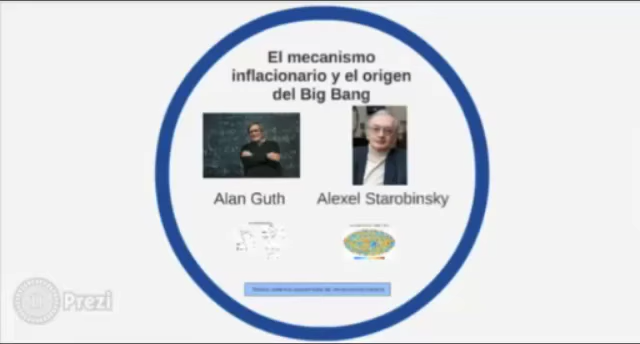 El mecanismo
inflacionario y el origen
del Big Bang
Alan Guth
Alexel Starobinsky
Prezi